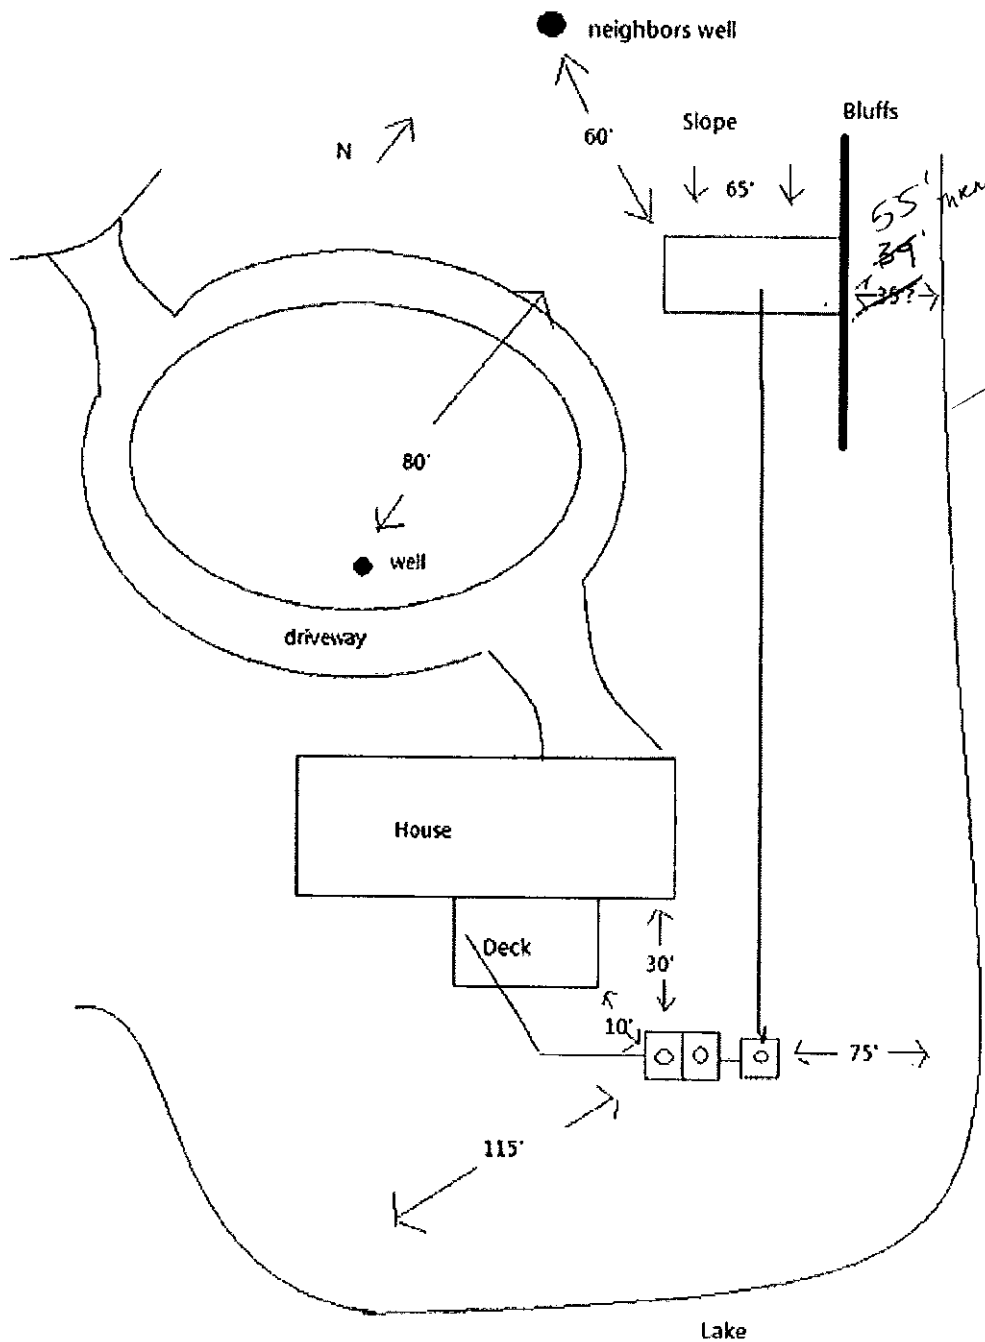 neighbors well
Bluffs
Slope
60'
N
65'
55'
39'
35?
80'
well
driveway
House
Deck
30'
10'
75'
115'
Lake